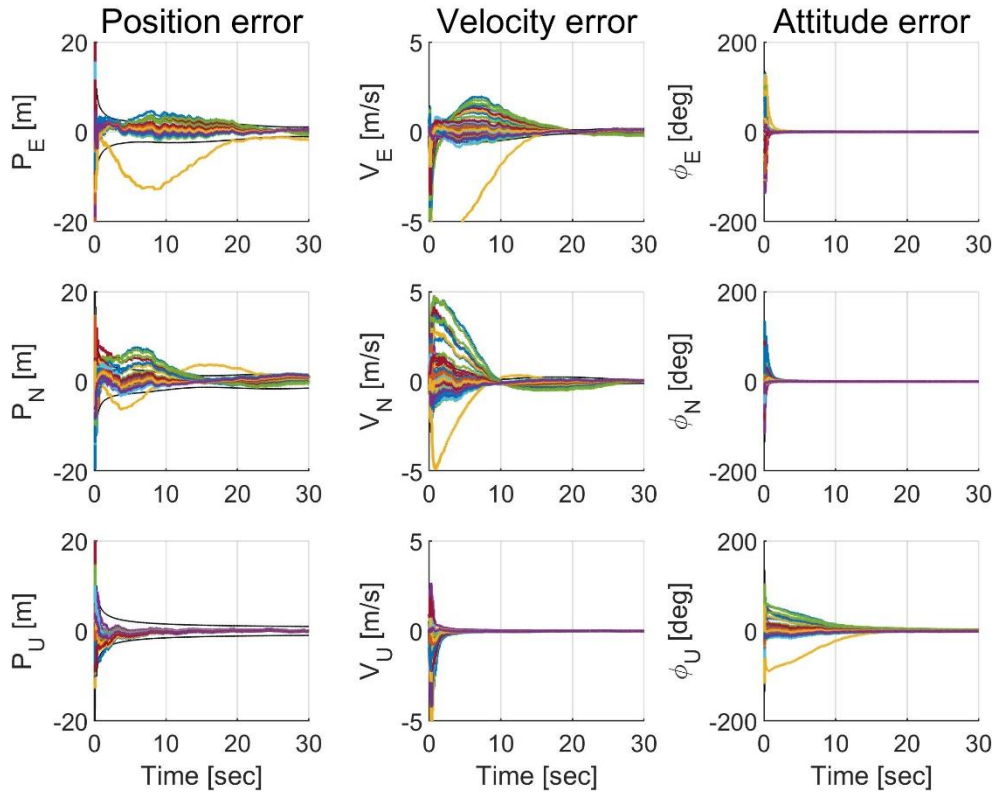 Position error Velocity error Attitude error
20 5 200
P_E [m] 0 V_E [m/s] 0 ϕ_E [deg] 0
-20 -5 -200
0 10 20 30 0 10 20 30 0 10 20 30
20 5 200
P_N [m] 0 V_N [m/s] 0 ϕ_N [deg] 0
-20 -5 -200
0 10 20 30 0 10 20 30 0 10 20 30
20 5 200
P_U [m] 0 V_U [m/s] 0 ϕ_U [deg] 0
-20 -5 -200
0 10 20 30 0 10 20 30 0 10 20 30
Time [sec] Time [sec] Time [sec]